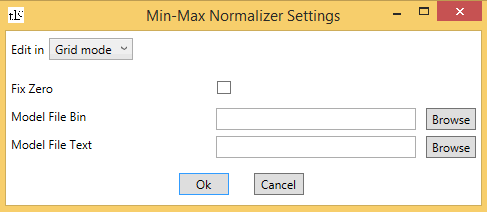 Min-Max Normalizer Settings
Edit in Grid mode
Fix Zero
Model File Bin Browse
Model File Text Browse
Ok Cancel